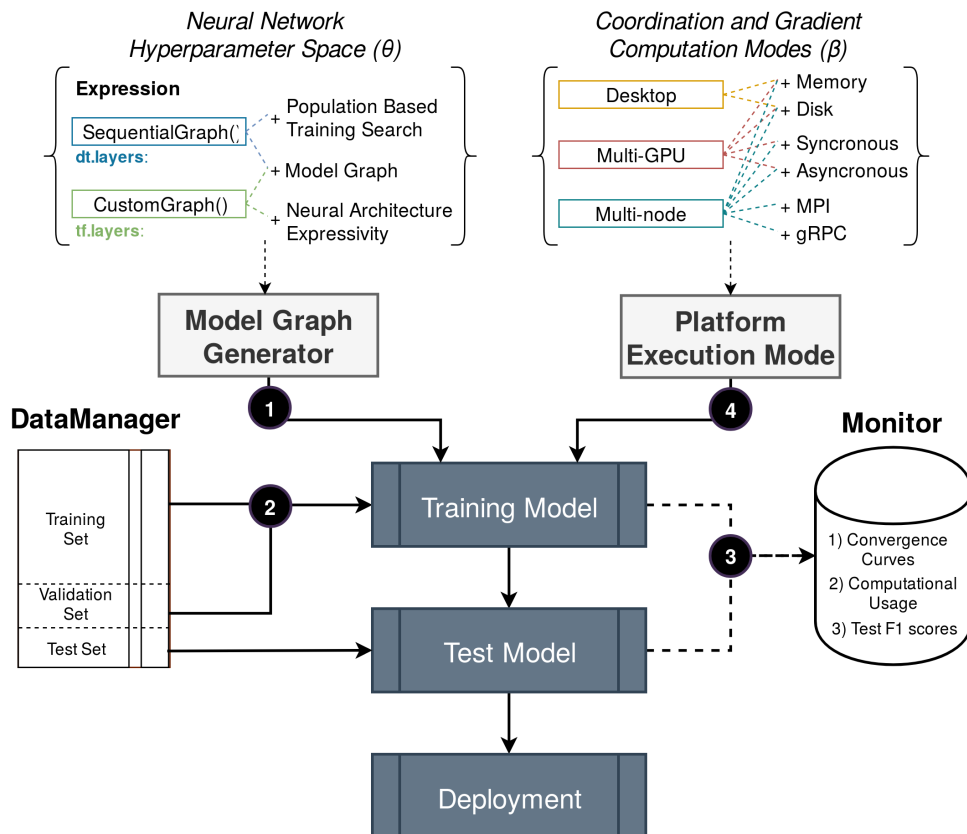 Neural Network
Hyperparameter Space (θ)
Expression
SequentialGraph()
dt.layers:
CustomGraph()
tf.layers:
+ Population Based
Training Search
+ Model Graph
+ Neural Architecture
Expressivity
Coordination and Gradient
Computation Modes (β)
Desktop
Multi-GPU
Multi-node
+ Memory
+ Disk
+ Syncronous
+ Asyncronous
+ MPI
+ gRPC
Model Graph
Generator
Platform
Execution Mode
1
4
DataManager
Training
Set
Validation
Set
Test Set
2
Training Model
Test Model
Deployment
3
Monitor
1) Convergence
Curves
2) Computational
Usage
3) Test F1 scores